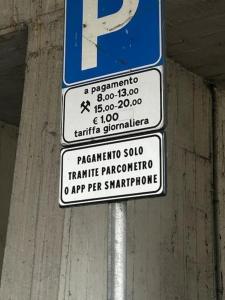 P
a pagamento
8,00-13,00
15,00-20,00
€ 1,00
tariffa giornaliera
PAGAMENTO SOLO
TRAMITE PARCOMETRO
O APP PER SMARTPHONE